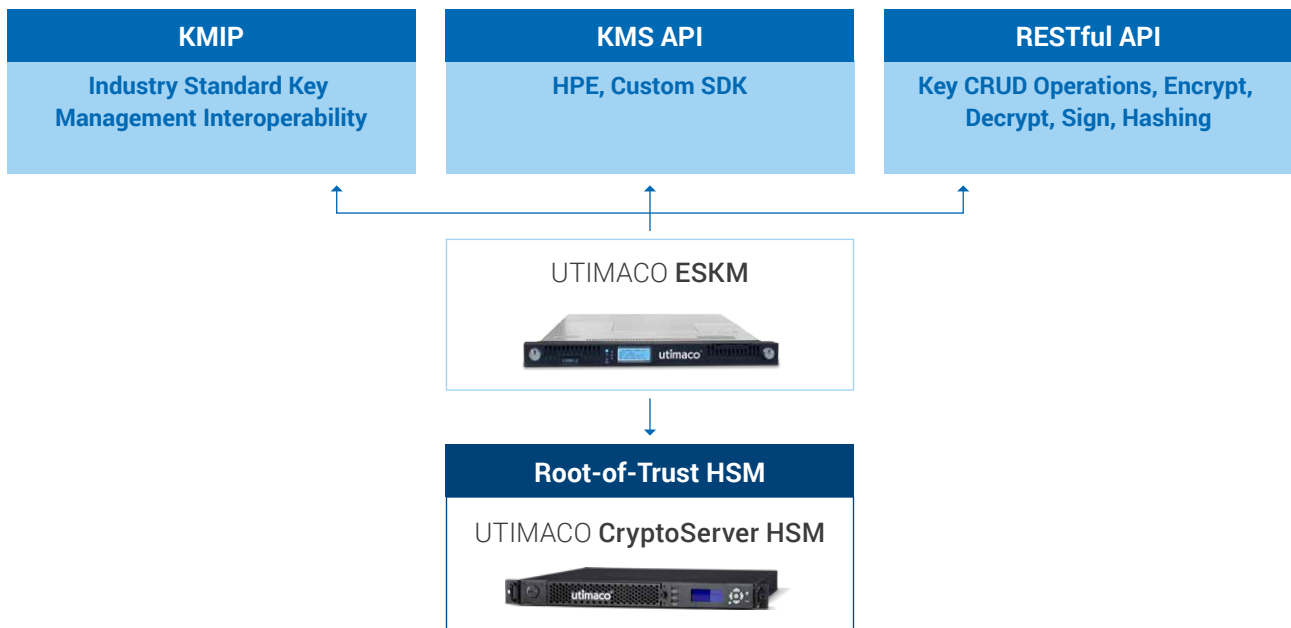 KMIP
Industry Standard Key
Management Interoperability
KMS API
HPE, Custom SDK
RESTful API
Key CRUD Operations, Encrypt,
Decrypt, Sign, Hashing
UTIMACO ESKM
utimaco
Root-of-Trust HSM
UTIMACO CryptoServer HSM
utimaco